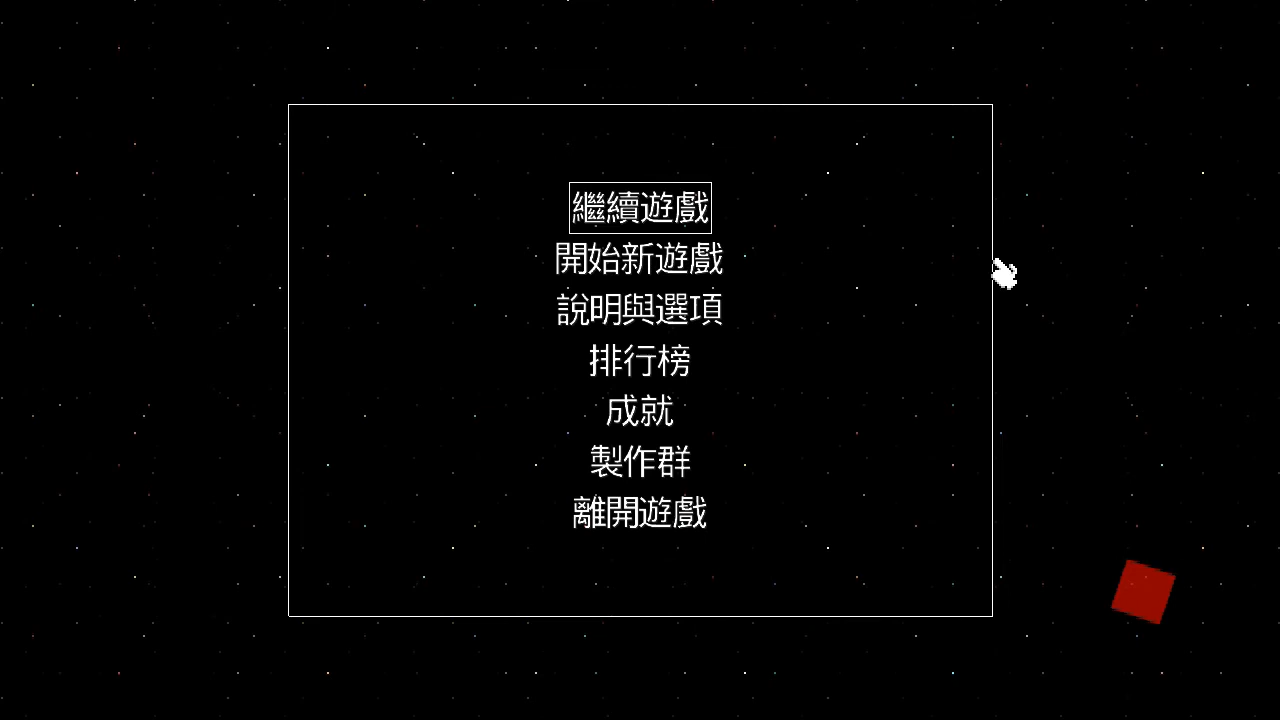 繼續遊戲
開始新遊戲
說明與選項
排行榜
成就
製作群
離開遊戲